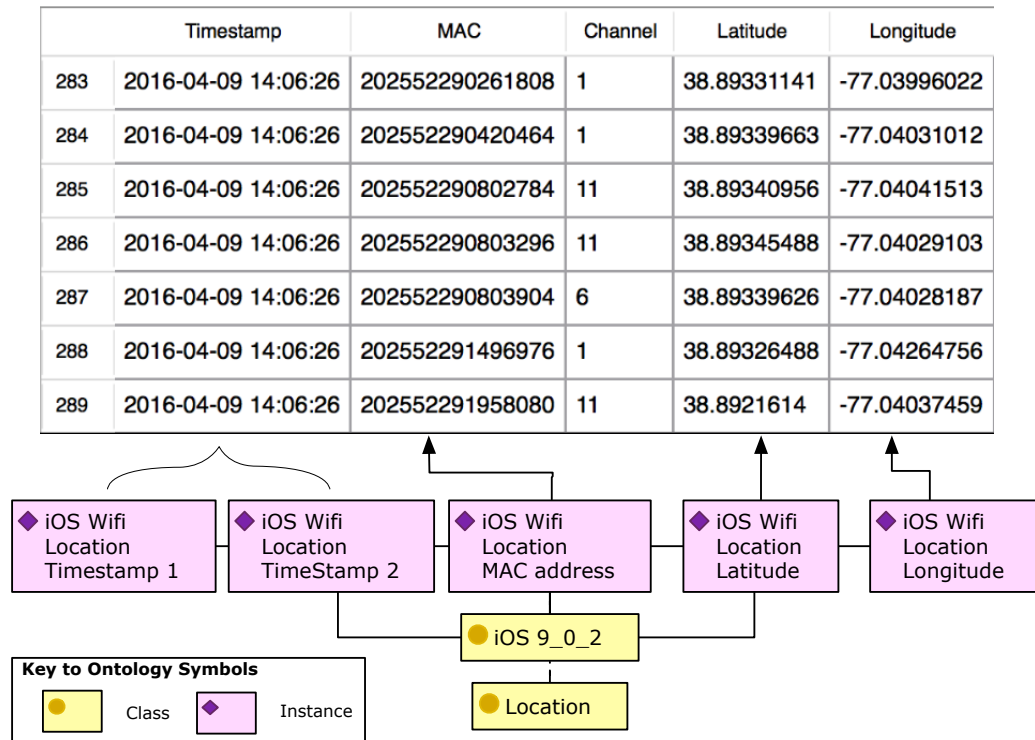 Timestamp MAC Channel Latitude Longitude
283 2016-04-09 14:06:26 202552290261808 1 38.89331141 -77.03996022
284 2016-04-09 14:06:26 202552290420464 1 38.89339663 -77.04031012
285 2016-04-09 14:06:26 202552290802784 11 38.89340956 -77.04041513
286 2016-04-09 14:06:26 202552290803296 11 38.89345488 -77.04029103
287 2016-04-09 14:06:26 202552290803904 6 38.89339626 -77.04028187
288 2016-04-09 14:06:26 202552291496976 1 38.89326488 -77.04264756
289 2016-04-09 14:06:26 202552291958080 11 38.8921614 -77.04037459
iOS Wifi
Location
Timestamp 1
iOS Wifi
Location
TimeStamp 2
iOS Wifi
Location
MAC address
iOS Wifi
Location
Latitude
iOS Wifi
Location
Longitude
iOS 9_0_2
Location
Key to Ontology Symbols
Class
Instance